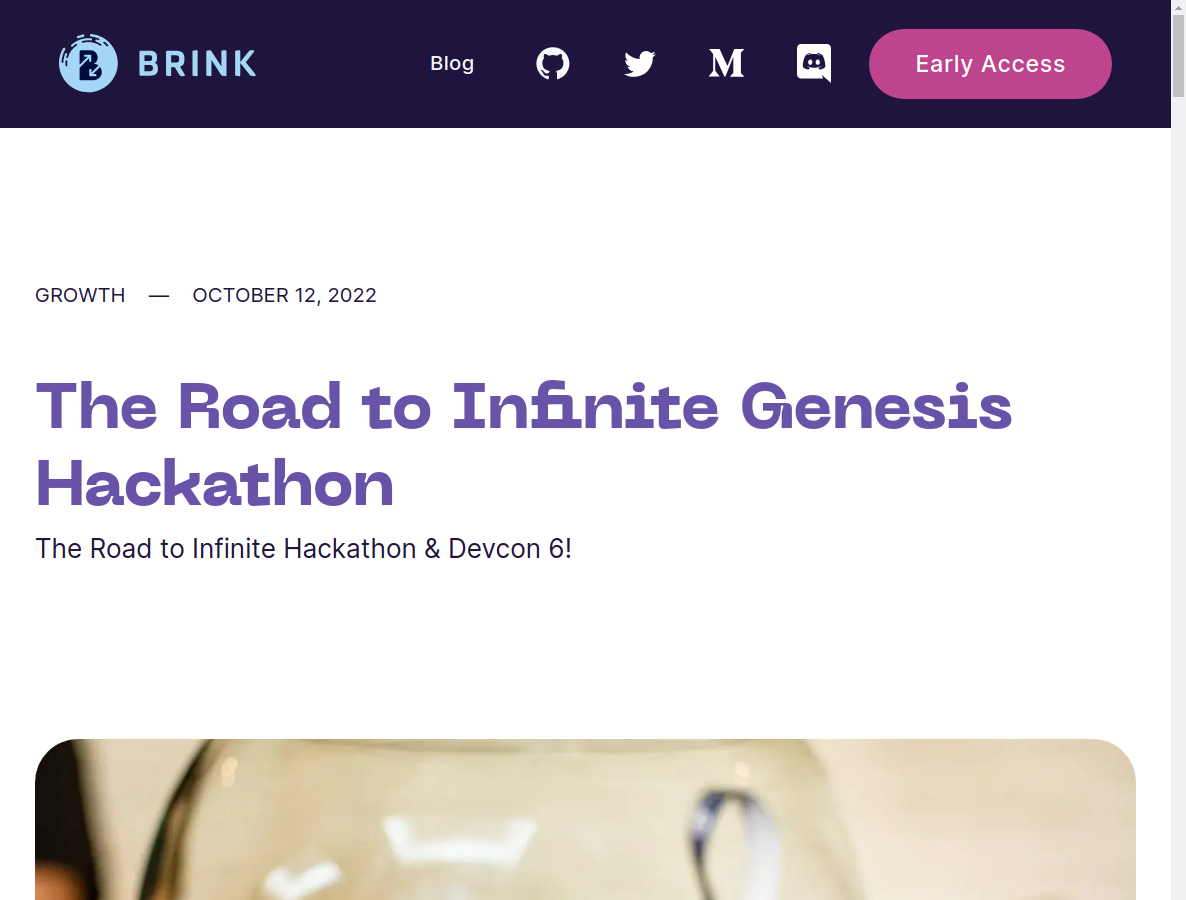 BRINK
Blog
Early Access
GROWTH — OCTOBER 12, 2022
The Road to Infinite Genesis
Hackathon
The Road to Infinite Hackathon & Devcon 6!